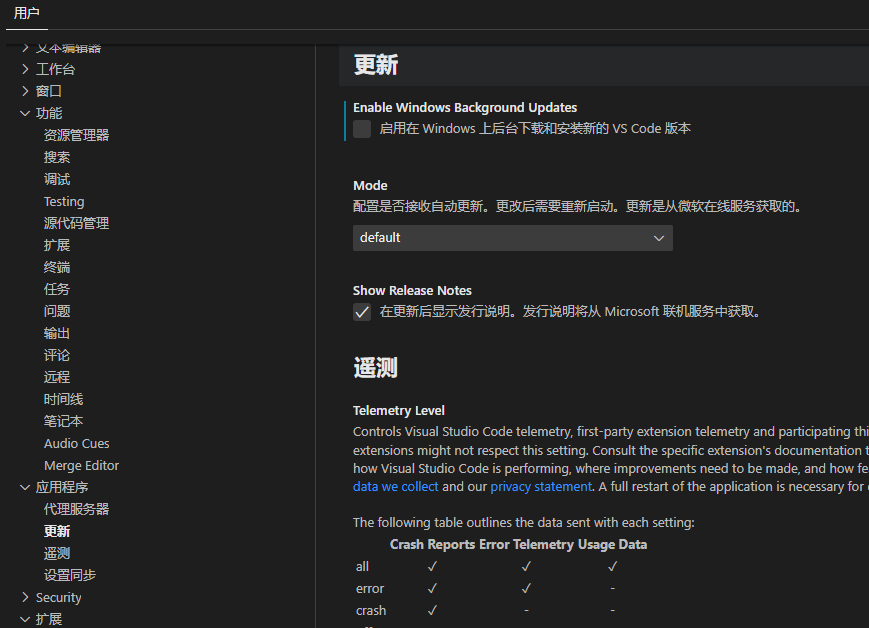 用户
文本编辑器
工作台
窗口
功能
资源管理器
搜索
调试
Testing
源代码管理
扩展
终端
任务
问题
输出
评论
远程
时间线
笔记本
Audio Cues
Merge Editor
应用程序
代理服务器
更新
遥测
设置同步
Security
扩展
更新
Enable Windows Background Updates
启用在 Windows 上后台下载和安装新的 VS Code 版本
Mode
配置是否接收自动更新。更改后需要重新启动。更新是从微软在线服务获取的。
default
Show Release Notes
在更新后显示发行说明。发行说明将从 Microsoft 联机服务中获取。
遥测
Telemetry Level
Controls Visual Studio Code telemetry, first-party extension telemetry and participating thi
extensions might not respect this setting. Consult the specific extension's documentation t
how Visual Studio Code is performing, where improvements need to be made, and how fe
data we collect and our privacy statement. A full restart of the application is necessary for
The following table outlines the data sent with each setting:
Crash Reports Error Telemetry Usage Data
all ✓ ✓ ✓
error ✓ ✓ -
crash ✓ - -